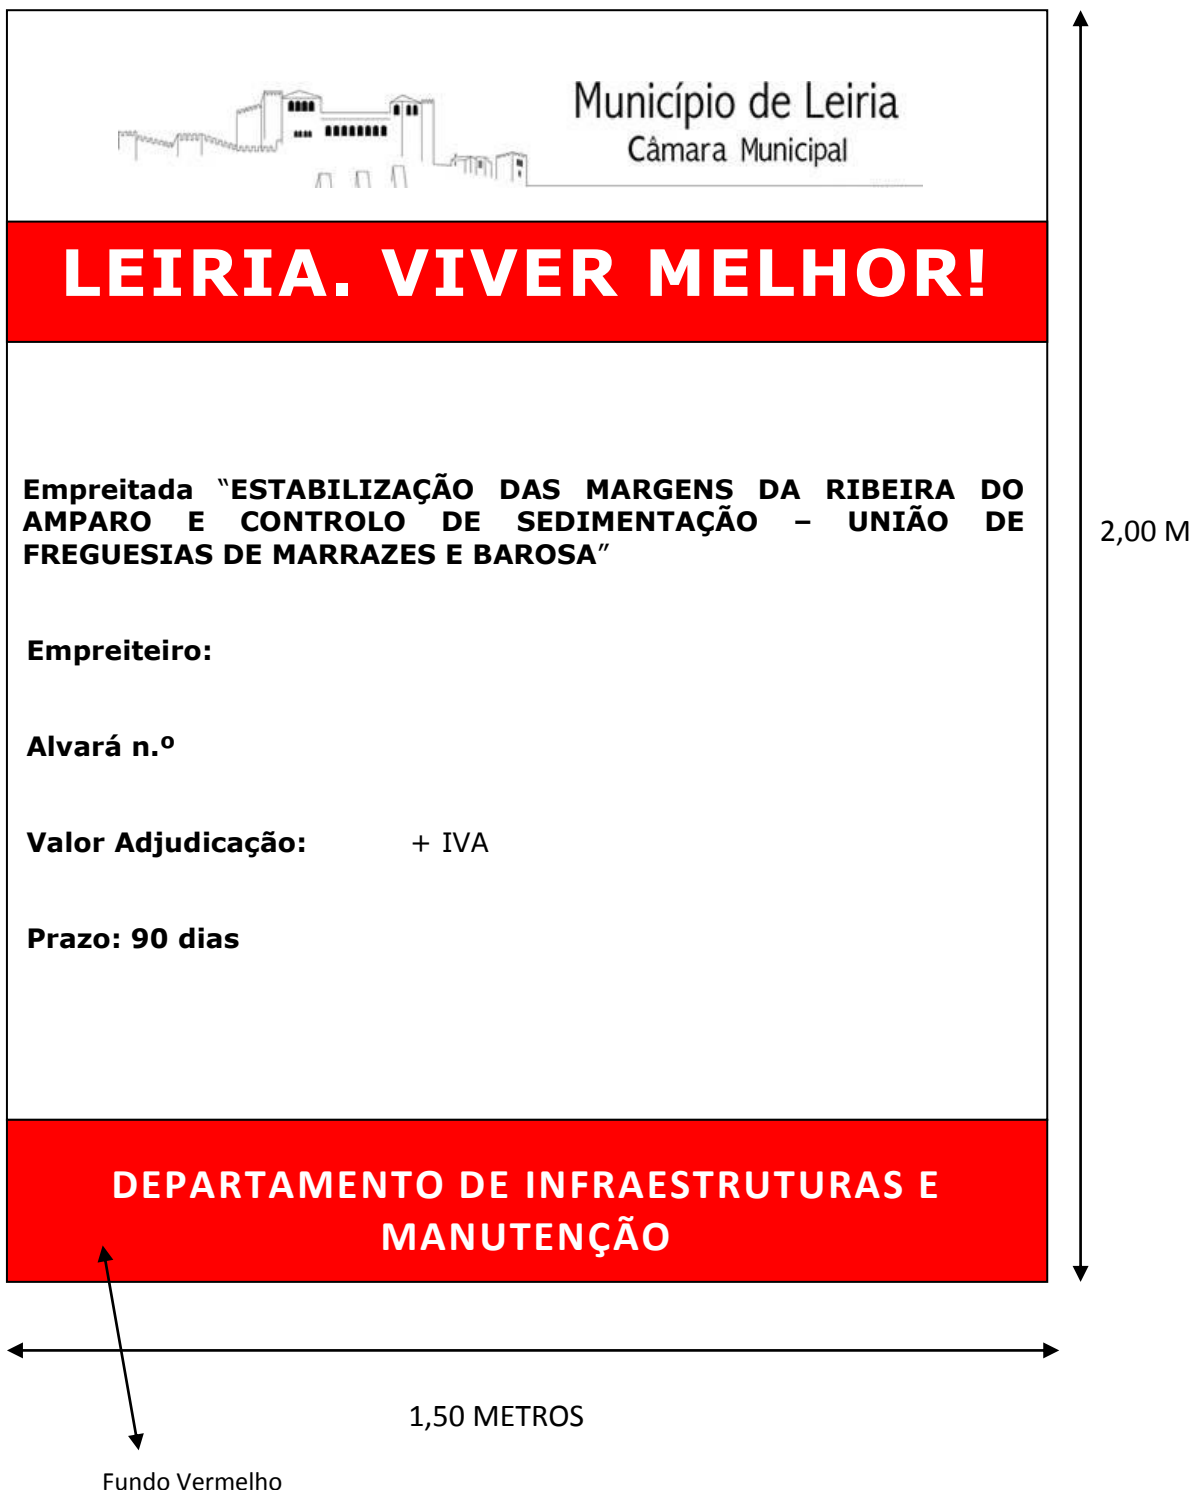 Município de Leiria
Câmara Municipal
LEIRIA. VIVER MELHOR!
Empreitada “ESTABILIZAÇÃO DAS MARGENS DA RIBEIRA DO
AMPARO E CONTROLO DE SEDIMENTAÇÃO – UNIÃO DE
FREGUESIAS DE MARRAZES E BAROSA”
2,00 M
Empreiteiro:
Alvará n.º
Valor Adjudicação: + IVA
Prazo: 90 dias
DEPARTAMENTO DE INFRAESTRUTURAS E
MANUTENÇÃO
1,50 METROS
Fundo Vermelho